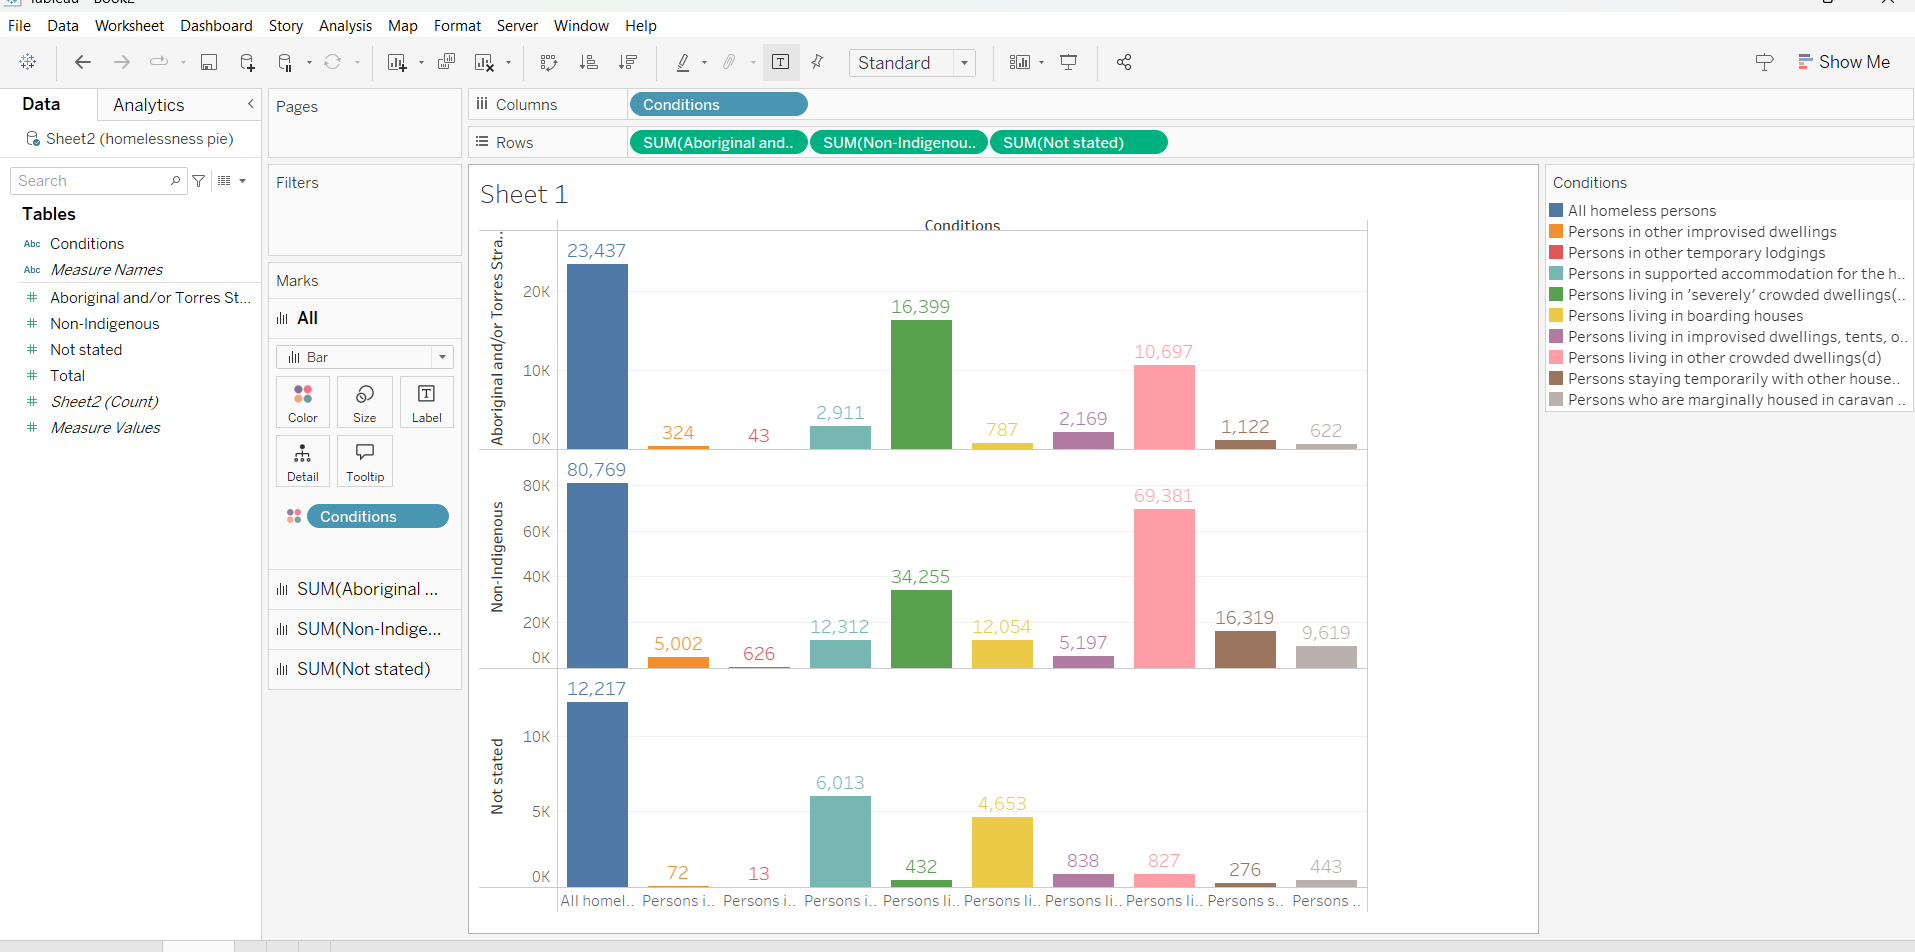 File Data Worksheet Dashboard Story Analysis Map Format Server Window Help
Standard
Show Me
Data Analytics
Sheet2 (homelessness pie)
Search
Tables
Abc Conditions
Abc Measure Names
# Aboriginal and/or Torres St...
# Non-Indigenous
# Not stated
# Total
# Sheet2 (Count)
# Measure Values
Pages
Filters
Marks
All
Bar
Color Size Label
Detail Tooltip
Conditions
SUM(Aboriginal ...
SUM(Non-Indige...
SUM(Not stated)
Columns Conditions
Rows SUM(Aboriginal and.. SUM(Non-Indigenou.. SUM(Not stated)
Sheet 1
Conditions
Aboriginal and/or Torres Stra..
20K
10K
0K
23,437 324 43 2,911 16,399 787 2,169 10,697 1,122 622
Non-Indigenous
80K
60K
40K
20K
0K
80,769 5,002 626 12,312 34,255 12,054 5,197 69,381 16,319 9,619
Not stated
10K
5K
0K
12,217 72 13 6,013 432 4,653 838 827 276 443
All homel.. Persons i.. Persons i.. Persons i.. Persons li.. Persons li.. Persons li.. Persons li.. Persons s.. Persons ..
Conditions
All homeless persons
Persons in other improvised dwellings
Persons in other temporary lodgings
Persons in supported accommodation for the h..
Persons living in ‘severely’ crowded dwellings(..
Persons living in boarding houses
Persons living in improvised dwellings, tents, o..
Persons living in other crowded dwellings(d)
Persons staying temporarily with other house..
Persons who are marginally housed in caravan ..